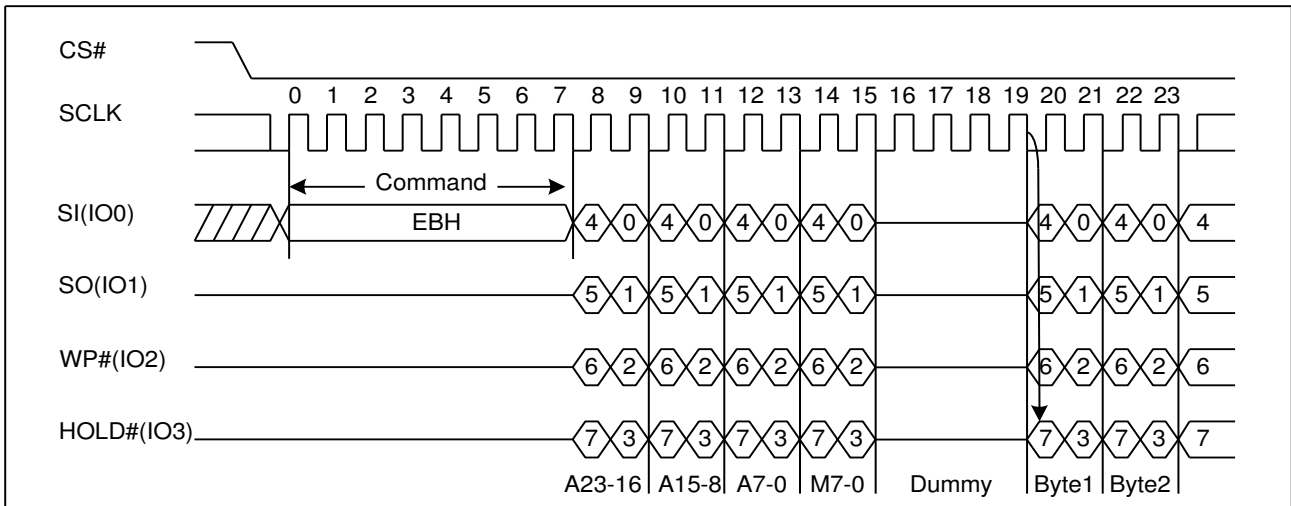 CS#
0 1 2 3 4 5 6 7 8 9 10 11 12 13 14 15 16 17 18 19 20 21 22 23
SCLK
Command
SI(IO0)
EBH 4 0 4 0 4 0 4 0 4 0 4 0 4
SO(IO1) 5 1 5 1 5 1 5 1 5 1 5 1 5
WP#(IO2) 6 2 6 2 6 2 6 2 6 2 6 2 6
HOLD#(IO3) 7 3 7 3 7 3 7 3 7 3 7 3 7
A23-16 A15-8 A7-0 M7-0 Dummy Byte1 Byte2